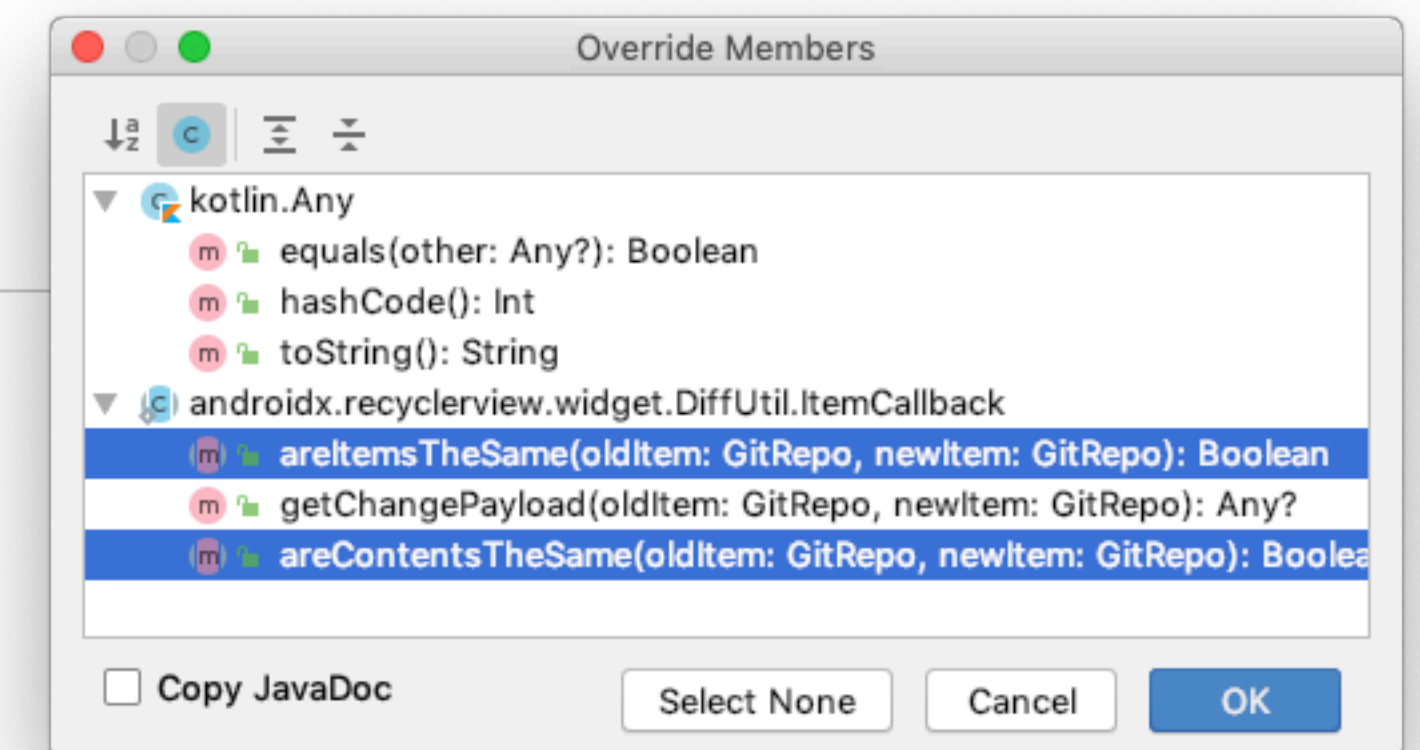 Override Members
kotlin.Any
equals(other: Any?): Boolean
hashCode(): Int
toString(): String
androidx.recyclerview.widget.DiffUtil.ItemCallback
areItemsTheSame(oldItem: GitRepo, newItem: GitRepo): Boolean
getChangePayload(oldItem: GitRepo, newItem: GitRepo): Any?
areContentsTheSame(oldItem: GitRepo, newItem: GitRepo): Boolea
Copy JavaDoc
Select None
Cancel
OK